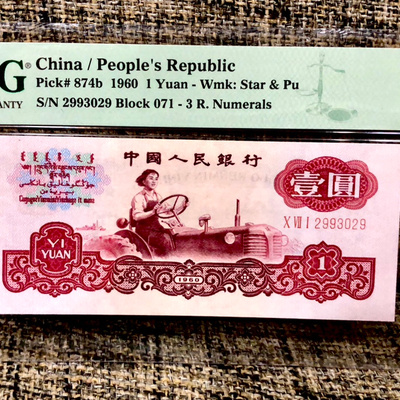 G® China / People's Republic
ANTY Pick# 874b 1960 1 Yuan - Wmk: Star & Pu
S/N 2993029 Block 071 - 3 R. Numerals
中國人民銀行
壹圓
X VII I 2993029
YI
YUAN
1
1960